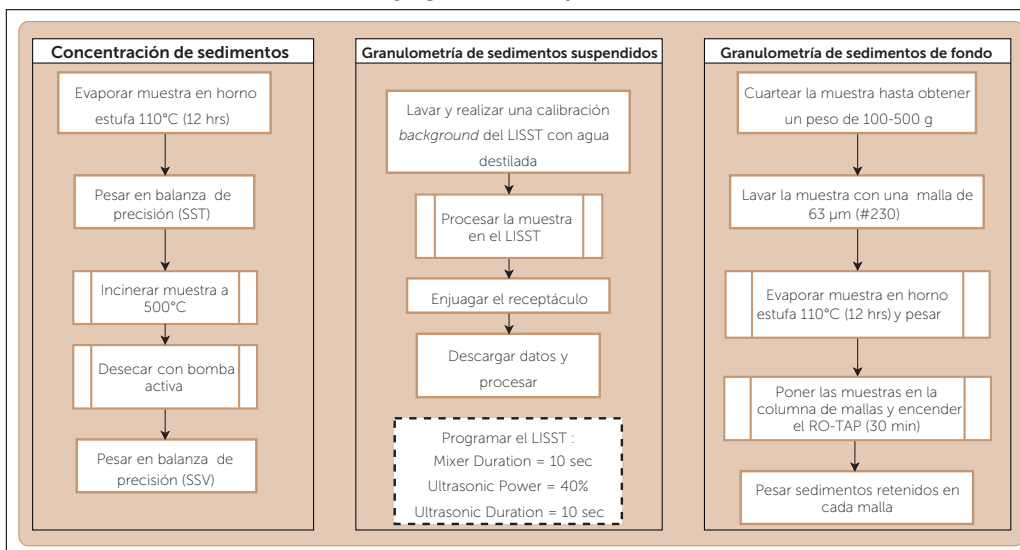 Concentración de sedimentos
Evaporar muestra en horno
estufa 110°C (12 hrs)
Pesar en balanza de
precisión (SST)
Incinerar muestra a
500°C
Desecar con bomba
activa
Pesar en balanza de
precisión (SSV)
Granulometría de sedimentos suspendidos
Lavar y realizar una calibración
background del LISST con agua
destilada
Procesar la muestra
en el LISST
Enjuagar el receptáculo
Descargar datos y
procesar
Programar el LISST :
Mixer Duration = 10 sec
Ultrasonic Power = 40%
Ultrasonic Duration = 10 sec
Granulometría de sedimentos de fondo
Cuartear la muestra hasta obtener
un peso de 100-500 g
Lavar la muestra con una malla de
63 µm (#230)
Evaporar muestra en horno
estufa 110°C (12 hrs) y pesar
Poner las muestras en la
columna de mallas y encender
el RO-TAP (30 min)
Pesar sedimentos retenidos en
cada malla